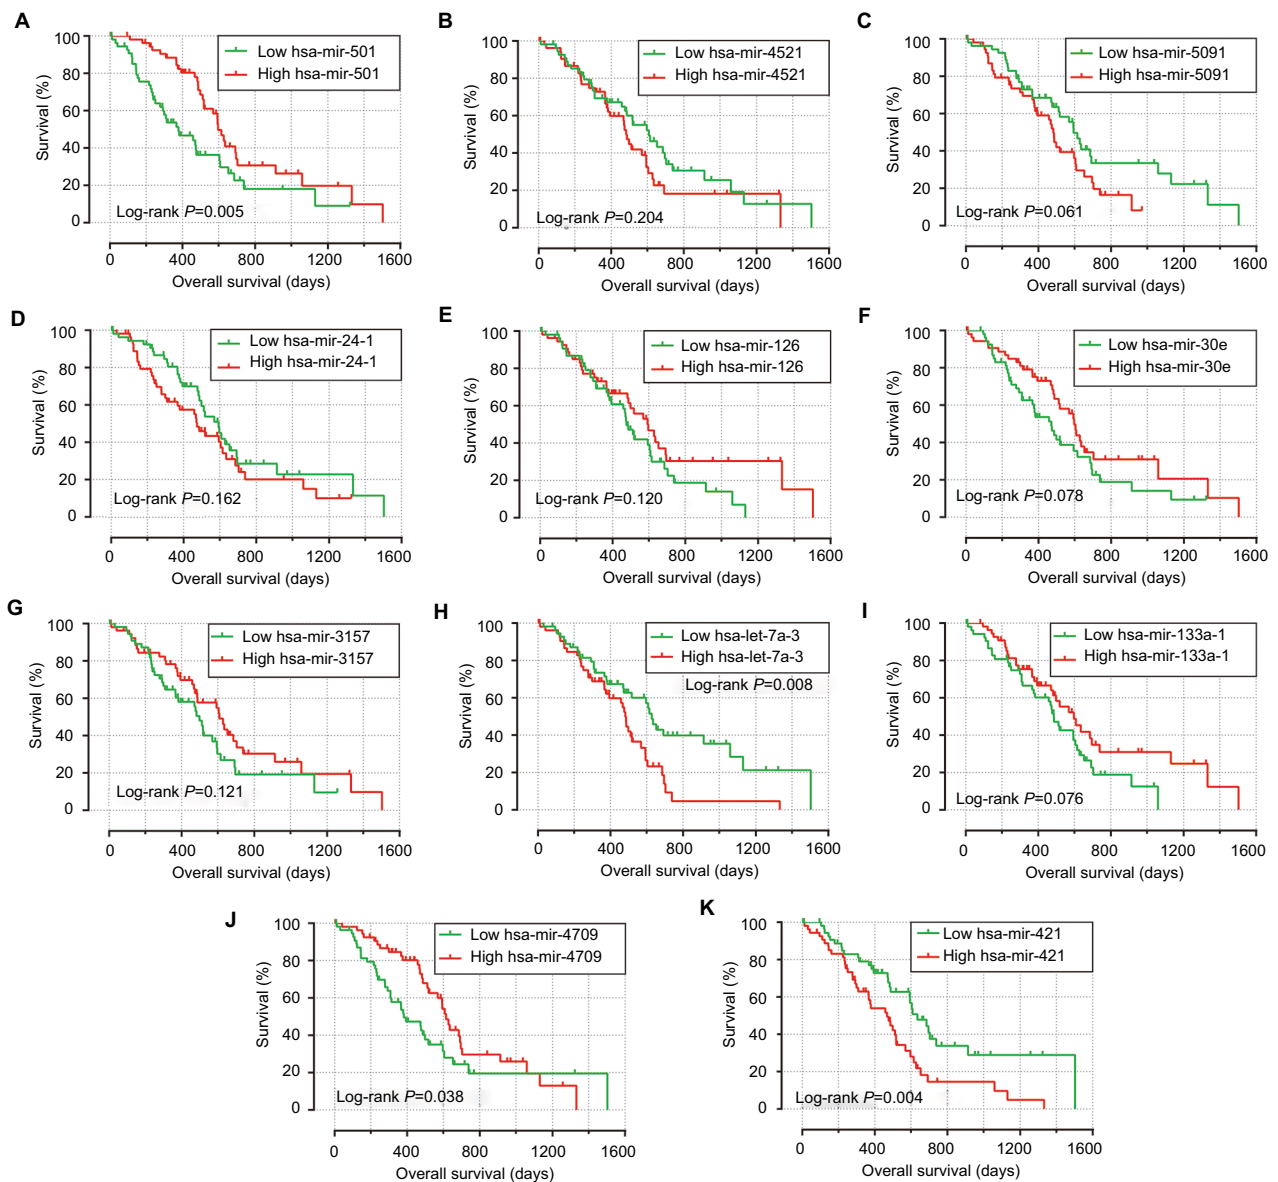 A
Survival (%)
100
80
60
40
20
0
Low hsa-mir-501
High hsa-mir-501
Log-rank P=0.005
0 400 800 1200 1600
Overall survival (days)
B
Survival (%)
100
80
60
40
20
0
Low hsa-mir-4521
High hsa-mir-4521
Log-rank P=0.204
0 400 800 1200 1600
Overall survival (days)
C
Survival (%)
100
80
60
40
20
0
Low hsa-mir-5091
High hsa-mir-5091
Log-rank P=0.061
0 400 800 1200 1600
Overall survival (days)
D
Survival (%)
100
80
60
40
20
0
Low hsa-mir-24-1
High hsa-mir-24-1
Log-rank P=0.162
0 400 800 1200 1600
Overall survival (days)
E
Survival (%)
100
80
60
40
20
0
Low hsa-mir-126
High hsa-mir-126
Log-rank P=0.120
0 400 800 1200 1600
Overall survival (days)
F
Survival (%)
100
80
60
40
20
0
Low hsa-mir-30e
High hsa-mir-30e
Log-rank P=0.078
0 400 800 1200 1600
Overall survival (days)
G
Survival (%)
100
80
60
40
20
0
Low hsa-mir-3157
High hsa-mir-3157
Log-rank P=0.121
0 400 800 1200 1600
Overall survival (days)
H
Survival (%)
100
80
60
40
20
0
Low hsa-let-7a-3
High hsa-let-7a-3
Log-rank P=0.008
0 400 800 1200 1600
Overall survival (days)
I
Survival (%)
100
80
60
40
20
0
Low hsa-mir-133a-1
High hsa-mir-133a-1
Log-rank P=0.076
0 400 800 1200 1600
Overall survival (days)
J
Survival (%)
100
80
60
40
20
0
Low hsa-mir-4709
High hsa-mir-4709
Log-rank P=0.038
0 400 800 1200 1600
Overall survival (days)
K
Survival (%)
100
80
60
40
20
0
Low hsa-mir-421
High hsa-mir-421
Log-rank P=0.004
0 400 800 1200 1600
Overall survival (days)